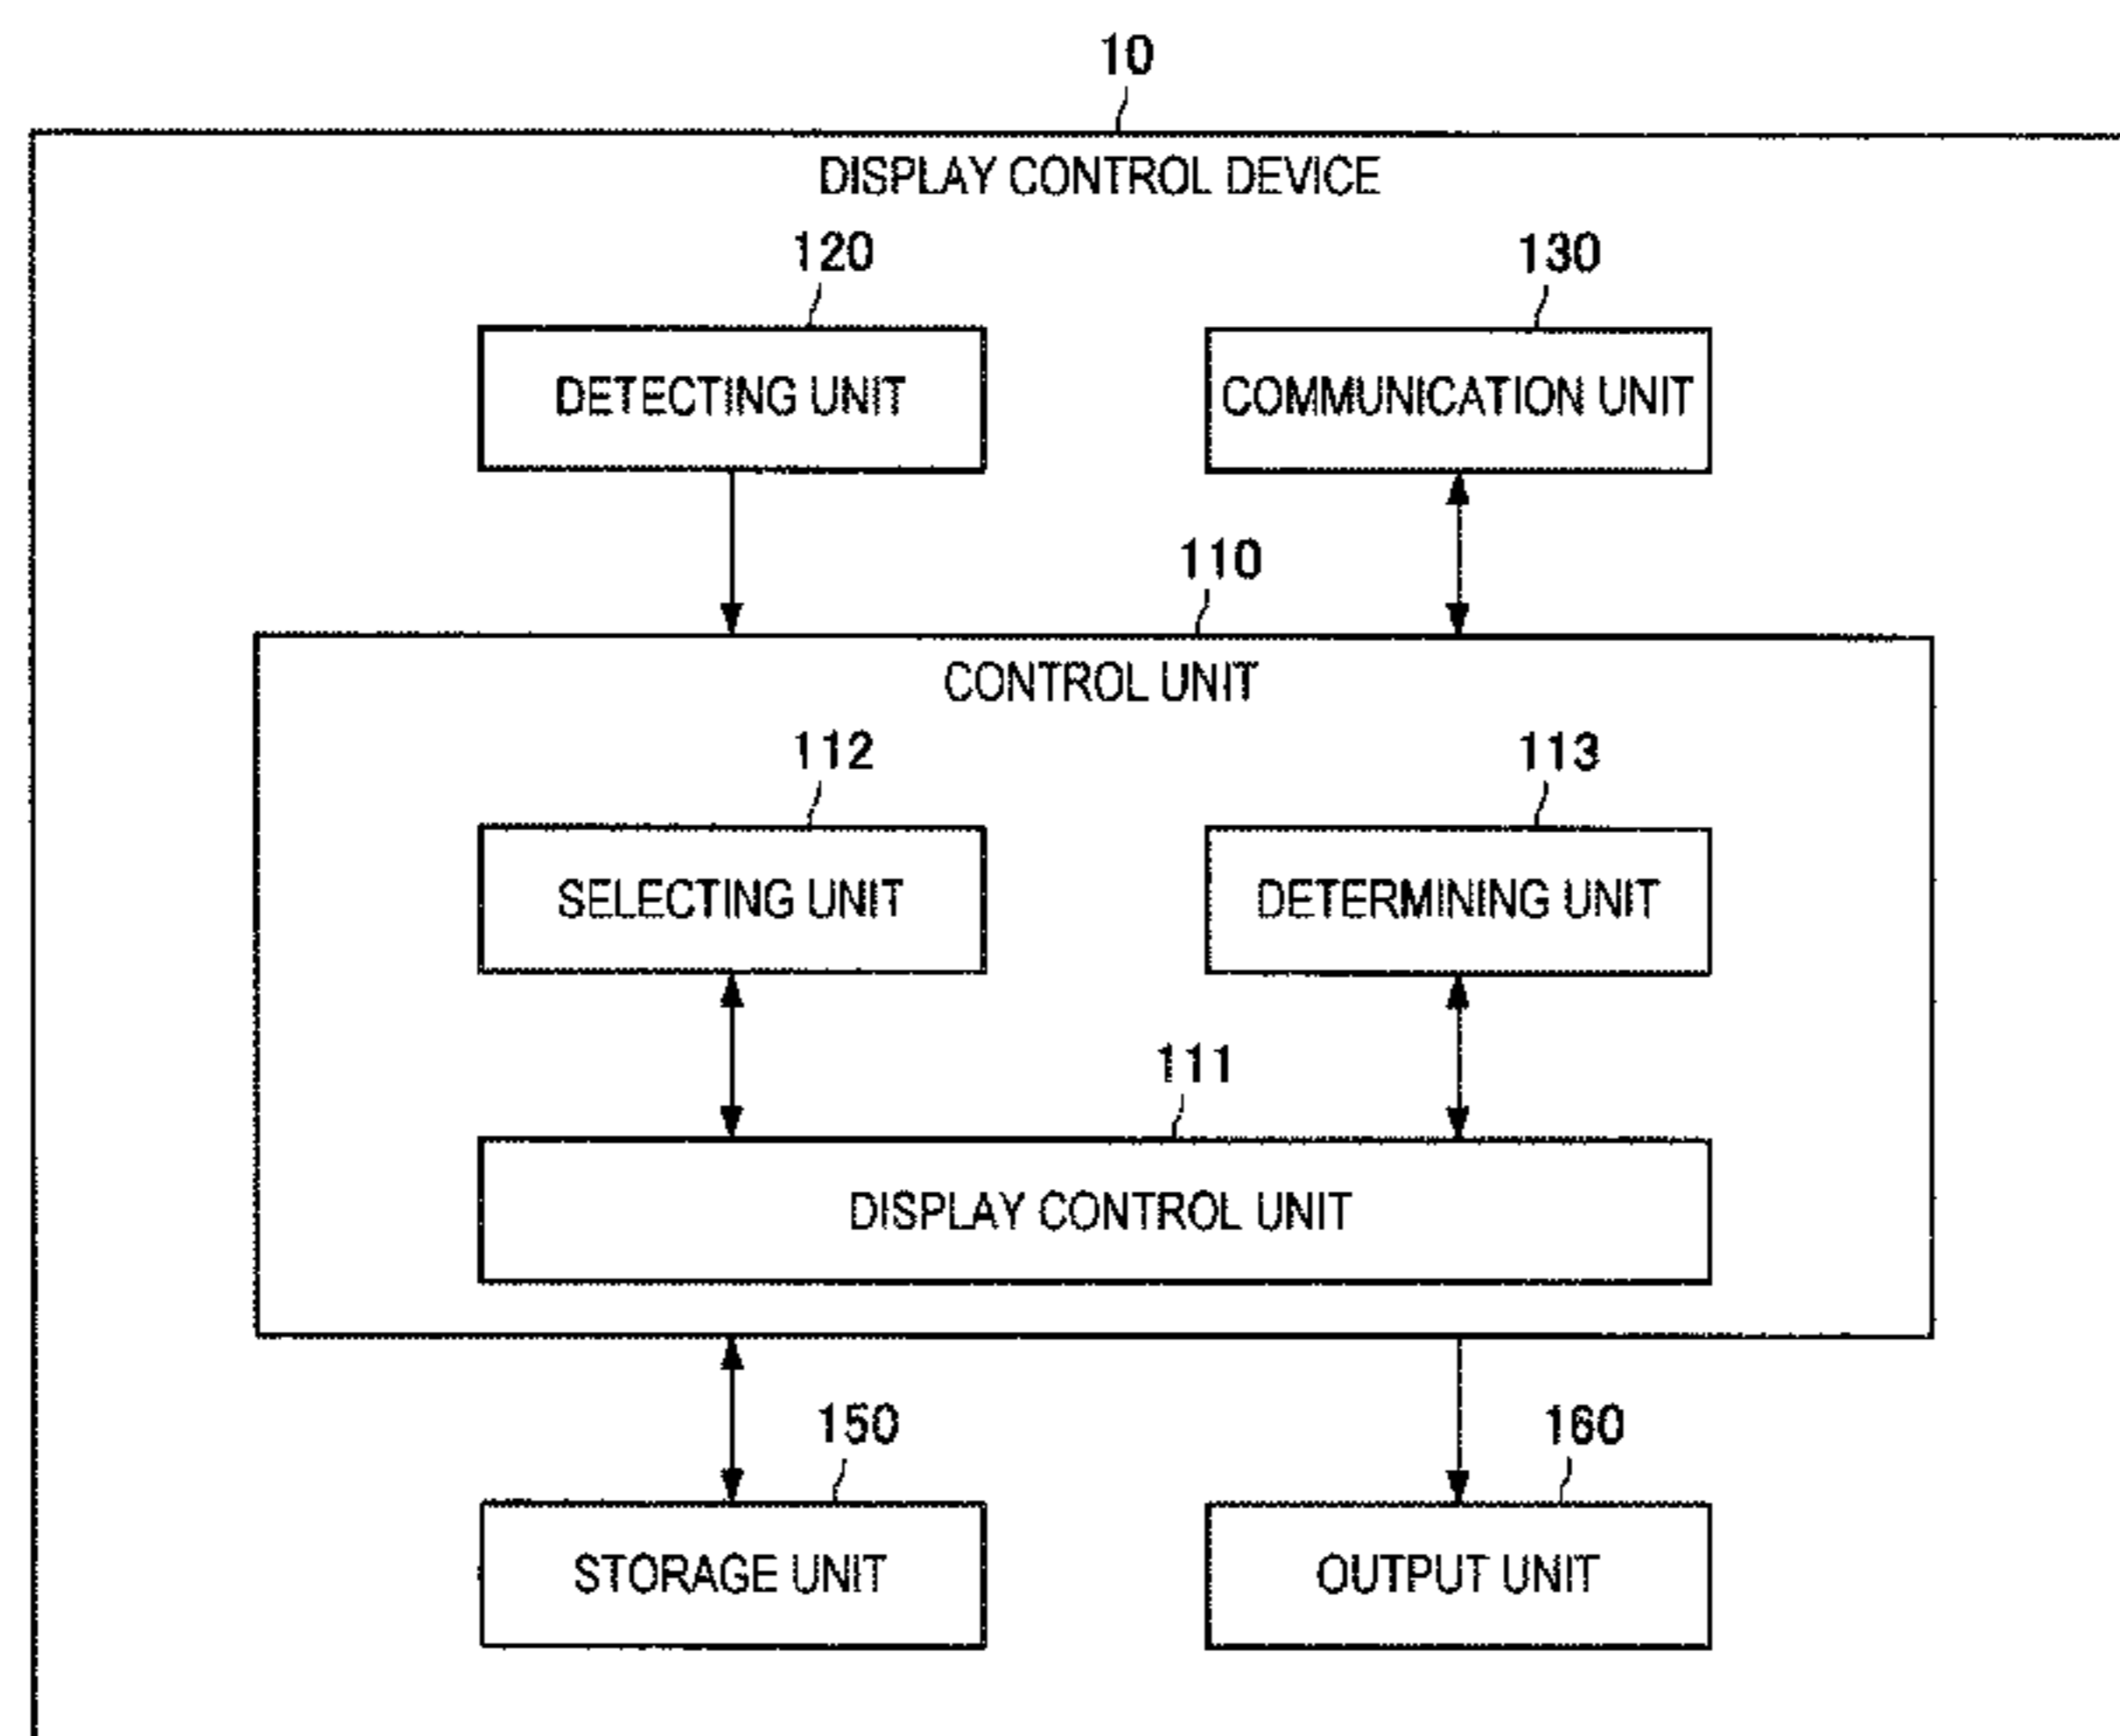 10
DISPLAY CONTROL DEVICE
120
130
DETECTING UNIT
COMMUNICATION UNIT
110
CONTROL UNIT
112
113
SELECTING UNIT
DETERMINING UNIT
111
DISPLAY CONTROL UNIT
150
160
STORAGE UNIT
OUTPUT UNIT